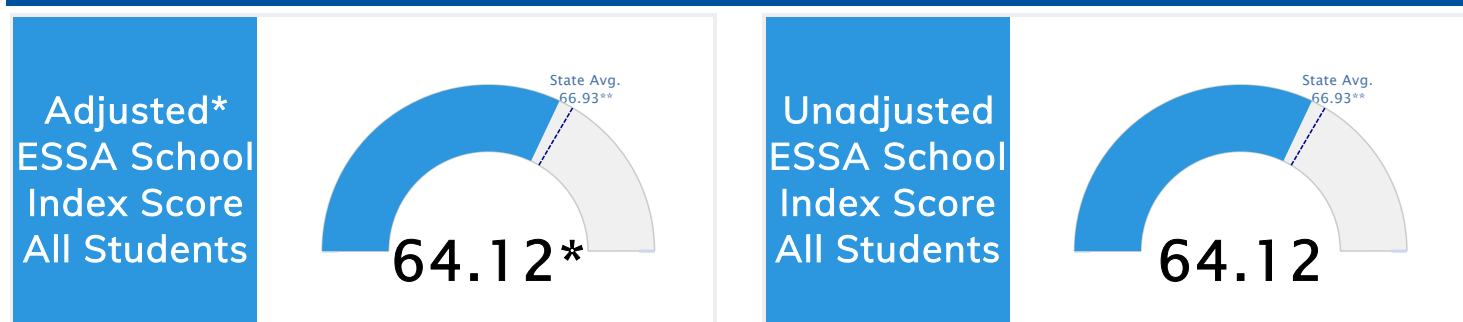 Adjusted*
ESSA School
Index Score
All Students
State Avg.
66.93**
64.12*
Unadjusted
ESSA School
Index Score
All Students
State Avg.
66.93**
64.12